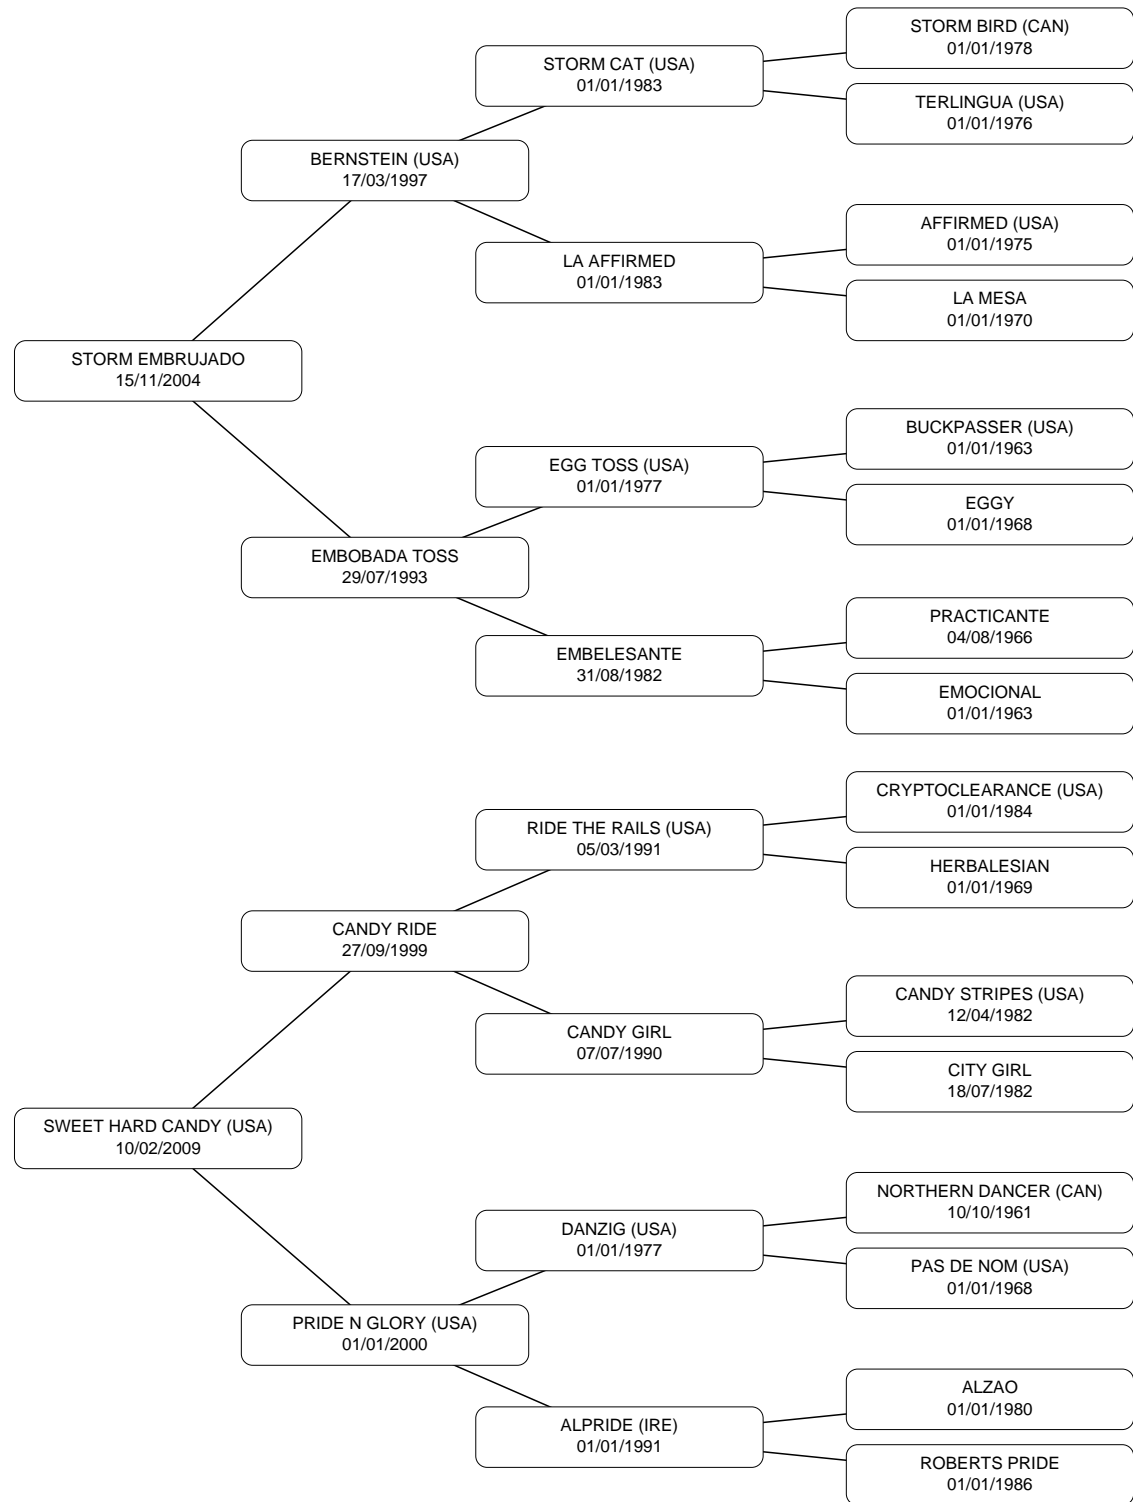 STORM BIRD (CAN)
01/01/1978
STORM CAT (USA)
01/01/1983
TERLINGUA (USA)
01/01/1976
BERNSTEIN (USA)
17/03/1997
AFFIRMED (USA)
01/01/1975
LA AFFIRMED
01/01/1983
LA MESA
01/01/1970
STORM EMBRUJADO
15/11/2004
BUCKPASSER (USA)
01/01/1963
EGG TOSS (USA)
01/01/1977
EGGY
01/01/1968
EMBOBADA TOSS
29/07/1993
PRACTICANTE
04/08/1966
EMBELESANTE
31/08/1982
EMOCIONAL
01/01/1963
CRYPTOCLEARANCE (USA)
01/01/1984
RIDE THE RAILS (USA)
05/03/1991
HERBALESIAN
01/01/1969
CANDY RIDE
27/09/1999
CANDY STRIPES (USA)
12/04/1982
CANDY GIRL
07/07/1990
CITY GIRL
18/07/1982
SWEET HARD CANDY (USA)
10/02/2009
NORTHERN DANCER (CAN)
10/10/1961
DANZIG (USA)
01/01/1977
PAS DE NOM (USA)
01/01/1968
PRIDE N GLORY (USA)
01/01/2000
ALZAO
01/01/1980
ALPRIDE (IRE)
01/01/1991
ROBERTS PRIDE
01/01/1986